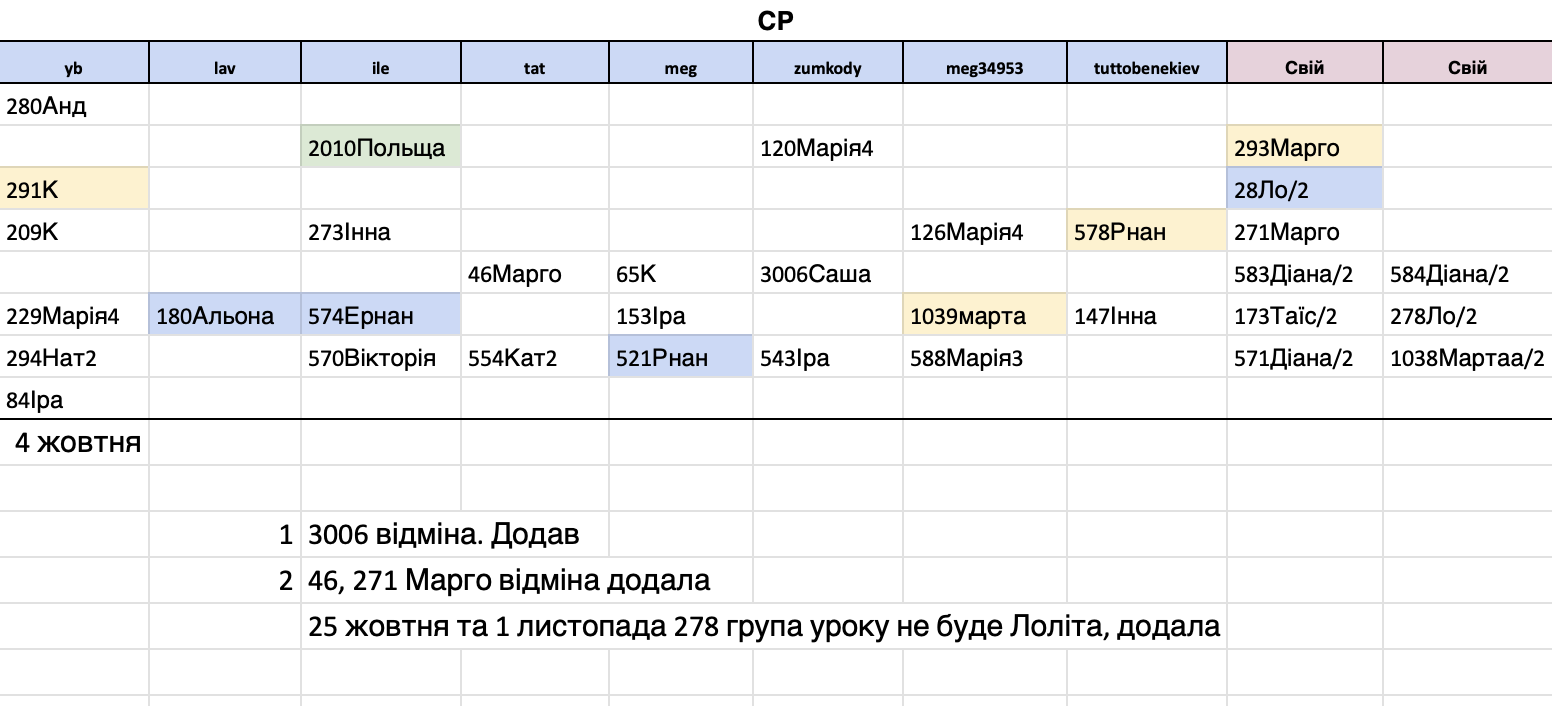 СР
yb lav ile tat meg zumkody meg34953 tuttobenekiev Свій Свій
280Анд
2010Польща 120Марія4 293Марго
291К 28Ло/2
209К 273Інна 126Марія4 578Рнан 271Марго
46Марго 65К 3006Саша 583Діана/2 584Діана/2
229Марія4 180Альона 574Ернан 153Іра 1039марта 147Інна 173Таїс/2 278Ло/2
294Нат2 570Вікторія 554Кат2 521Рнан 543Іра 588Марія3 571Діана/2 1038Мартаа/2
84Іра
4 жовтня
1 3006 відміна. Додав
2 46, 271 Марго відміна додала
25 жовтня та 1 листопада 278 група уроку не буде Лоліта, додала